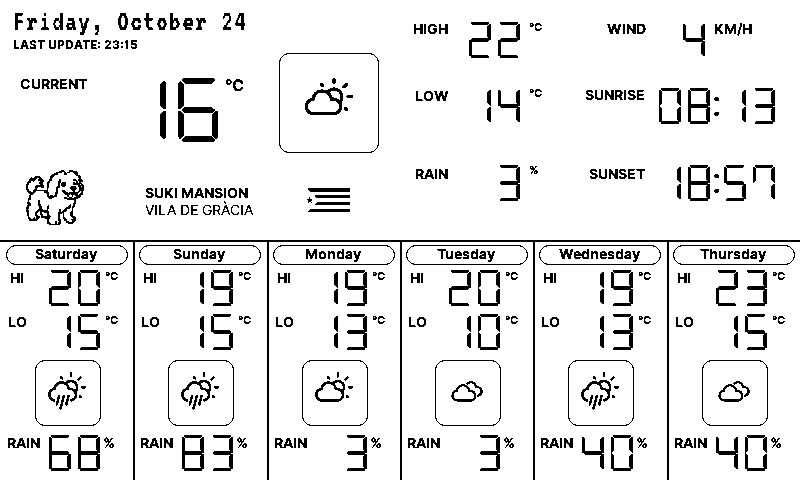 Friday, October 24
LAST UPDATE: 23:15
CURRENT 16 °C
HIGH 22 °C
LOW 14 °C
RAIN 3 %
WIND 4 KM/H
SUNRISE 08:13
SUNSET 18:57
SUKI MANSION
VILA DE GRÀCIA
Saturday
HI 20 °C
LO 15 °C
RAIN 68 %
Sunday
HI 19 °C
LO 15 °C
RAIN 83 %
Monday
HI 19 °C
LO 13 °C
RAIN 3 %
Tuesday
HI 20 °C
LO 10 °C
RAIN 3 %
Wednesday
HI 19 °C
LO 13 °C
RAIN 40 %
Thursday
HI 23 °C
LO 15 °C
RAIN 40 %